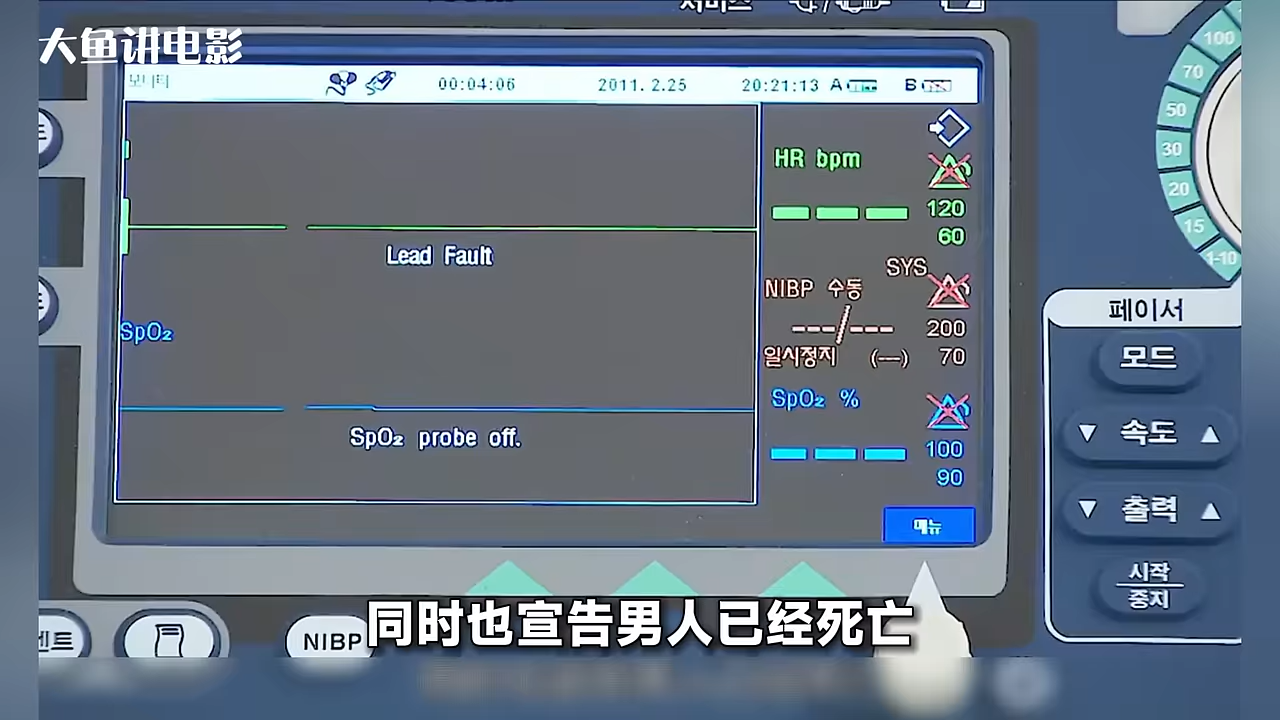 서비스
大鱼讲电影
모니터 00:04:06 2011. 2.25 20:21:13 A B
HR bpm
120
60
Lead Fault
SYS
NIBP 수동
---/---
200
일시정지 (---) 70
SpO₂
SpO₂ %
100
90
SpO₂ probe off.
메뉴
100
70
50
30
20
15
1-10
페이서
모드
▼ 속도 ▲
▼ 출력 ▲
시작
중지
NIBP
同时也宣告男人已经死亡